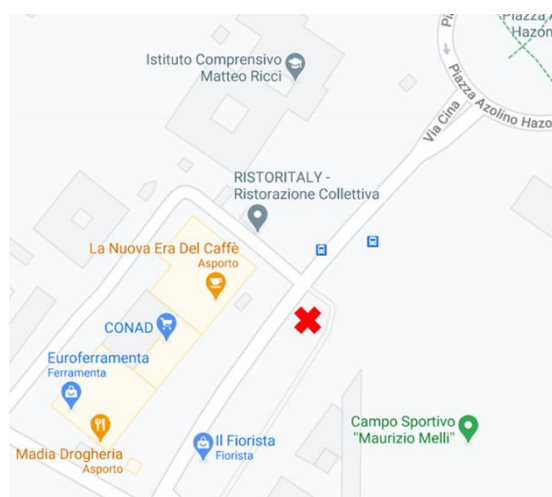 Piazza A
Hazon
Istituto Comprensivo
Matteo Ricci
Piazza Azolino Hazo
Via Cina
RISTORITALY -
Ristorazione Collettiva
La Nuova Era Del Caffè
Asporto
CONAD
Euroferramenta
Ferramenta
Il Fiorista
Fiorista
Madia Drogheria
Asporto
Campo Sportivo
"Maurizio Melli"